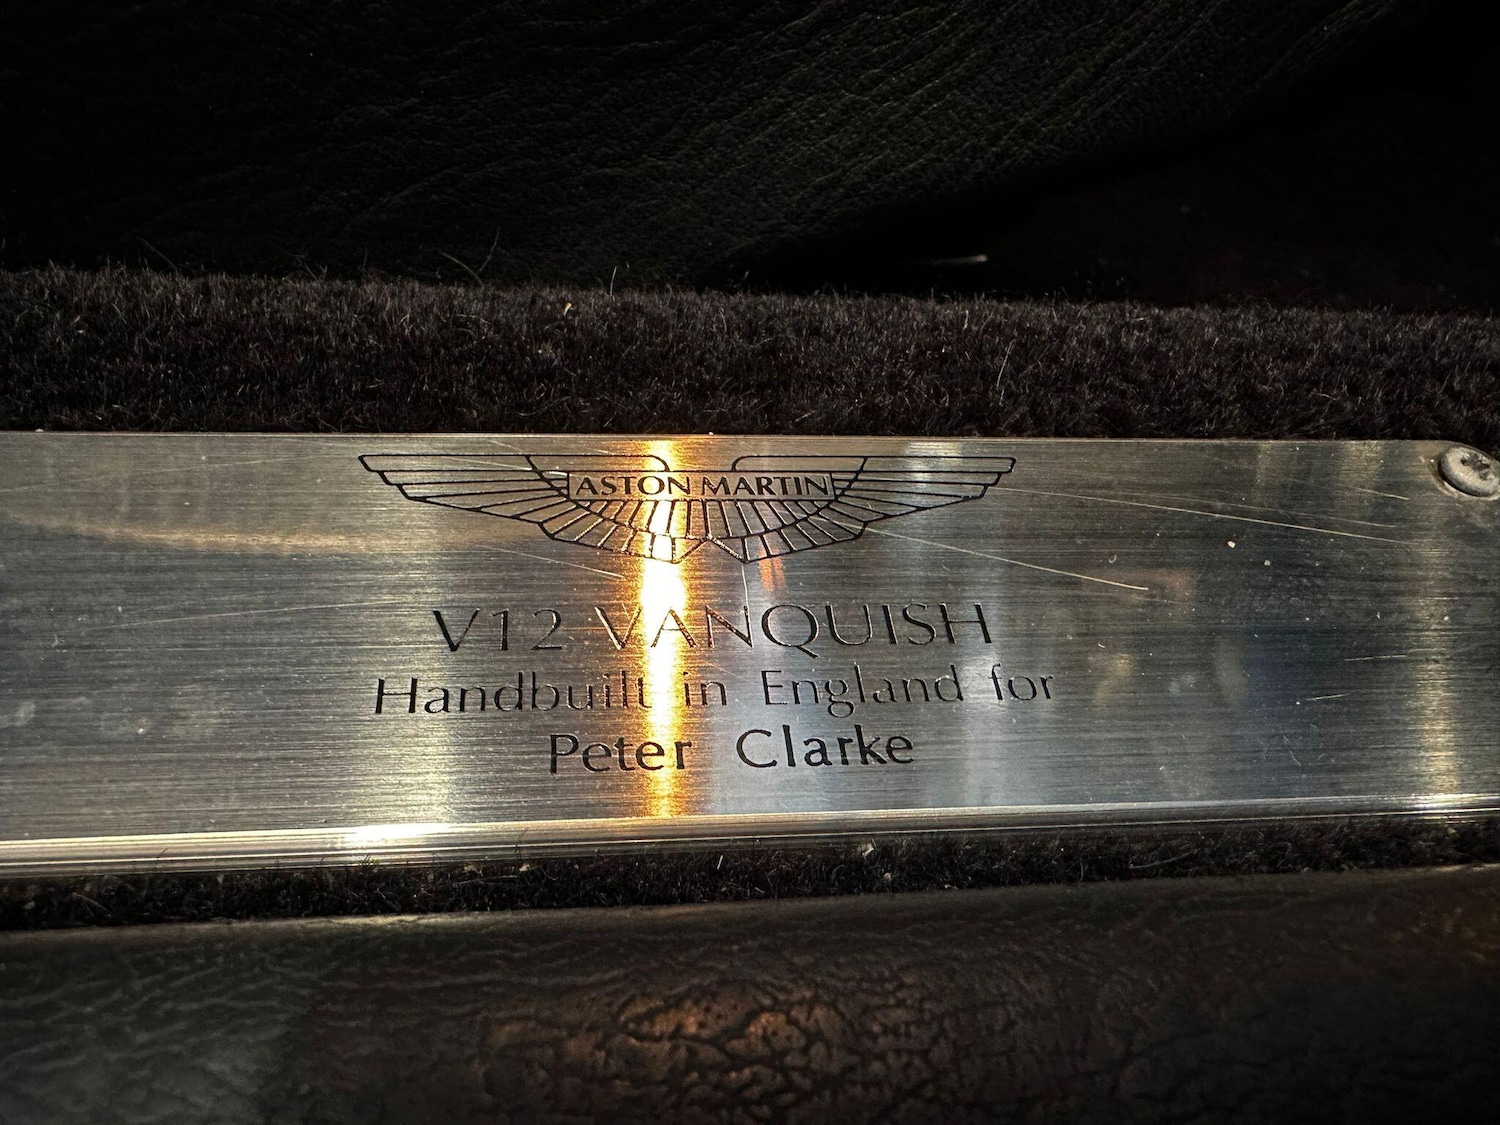 ASTON MARTIN
V12 VANQUISH
Handbuilt in England for
Peter Clarke